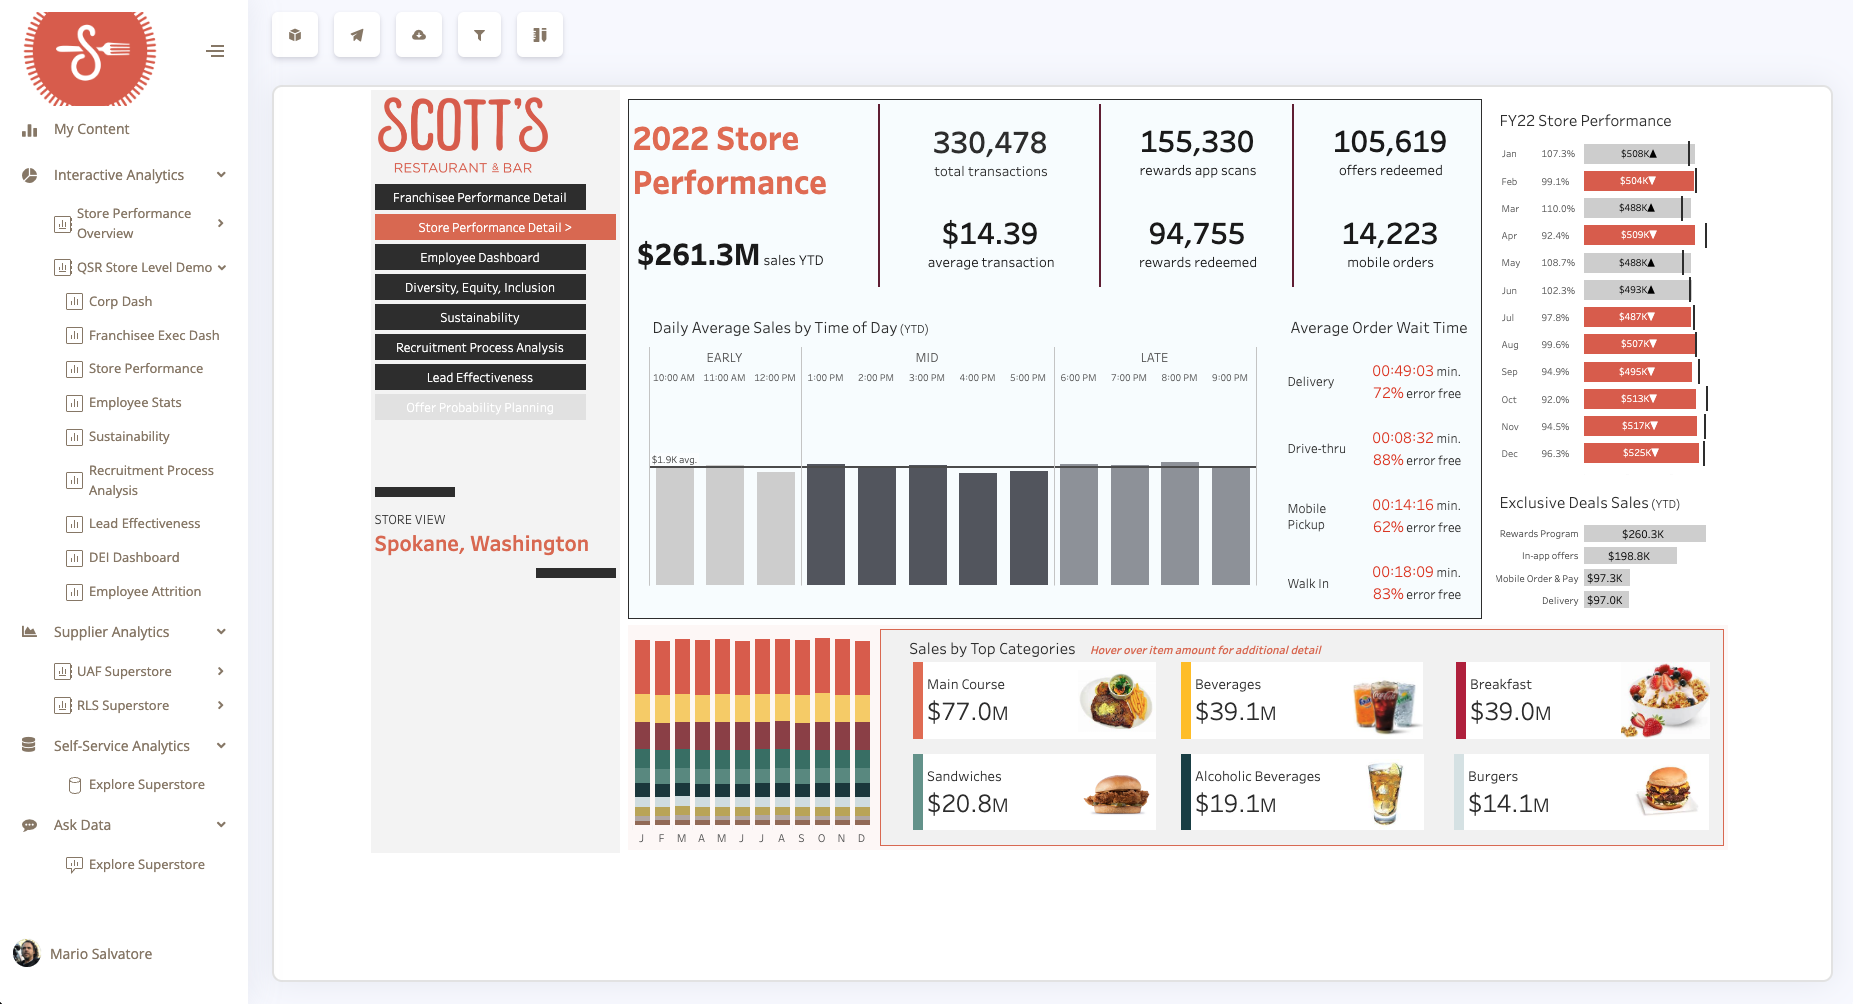 My Content
Interactive Analytics
Store Performance
Overview
QSR Store Level Demo
Corp Dash
Franchisee Exec Dash
Store Performance
Employee Stats
Sustainability
Recruitment Process
Analysis
Lead Effectiveness
DEI Dashboard
Employee Attrition
Supplier Analytics
UAF Superstore
RLS Superstore
Self-Service Analytics
Explore Superstore
Ask Data
Explore Superstore
Mario Salvatore
SCOTT'S
RESTAURANT & BAR
Franchisee Performance Detail
Store Performance Detail >
Employee Dashboard
Diversity, Equity, Inclusion
Sustainability
Recruitment Process Analysis
Lead Effectiveness
Offer Probability Planning
STORE VIEW
Spokane, Washington
2022 Store
Performance
$261.3M sales YTD
330,478
total transactions
$14.39
average transaction
155,330
rewards app scans
94,755
rewards redeemed
105,619
offers redeemed
14,223
mobile orders
Daily Average Sales by Time of Day (YTD)
EARLY MID LATE
10:00 AM 11:00 AM 12:00 PM 1:00 PM 2:00 PM 3:00 PM 4:00 PM 5:00 PM 6:00 PM 7:00 PM 8:00 PM 9:00 PM
$1.9K avg.
Average Order Wait Time
Delivery
00:49:03 min.
72% error free
Drive-thru
00:08:32 min.
88% error free
Mobile
Pickup
00:14:16 min.
62% error free
Walk In
00:18:09 min.
83% error free
FY22 Store Performance
Jan 107.3% $508K▲
Feb 99.1% $504K▼
Mar 110.0% $488K▲
Apr 92.4% $509K▼
May 108.7% $488K▲
Jun 102.3% $493K▲
Jul 97.8% $487K▼
Aug 99.6% $507K▼
Sep 94.9% $495K▼
Oct 92.0% $513K▼
Nov 94.5% $517K▼
Dec 96.3% $525K▼
Exclusive Deals Sales (YTD)
Rewards Program $260.3K
In-app offers $198.8K
Mobile Order & Pay $97.3K
Delivery $97.0K
J F M A M J J A S O N D
Sales by Top Categories Hover over item amount for additional detail
Main Course
$77.0M
Beverages
$39.1M
Breakfast
$39.0M
Sandwiches
$20.8M
Alcoholic Beverages
$19.1M
Burgers
$14.1M